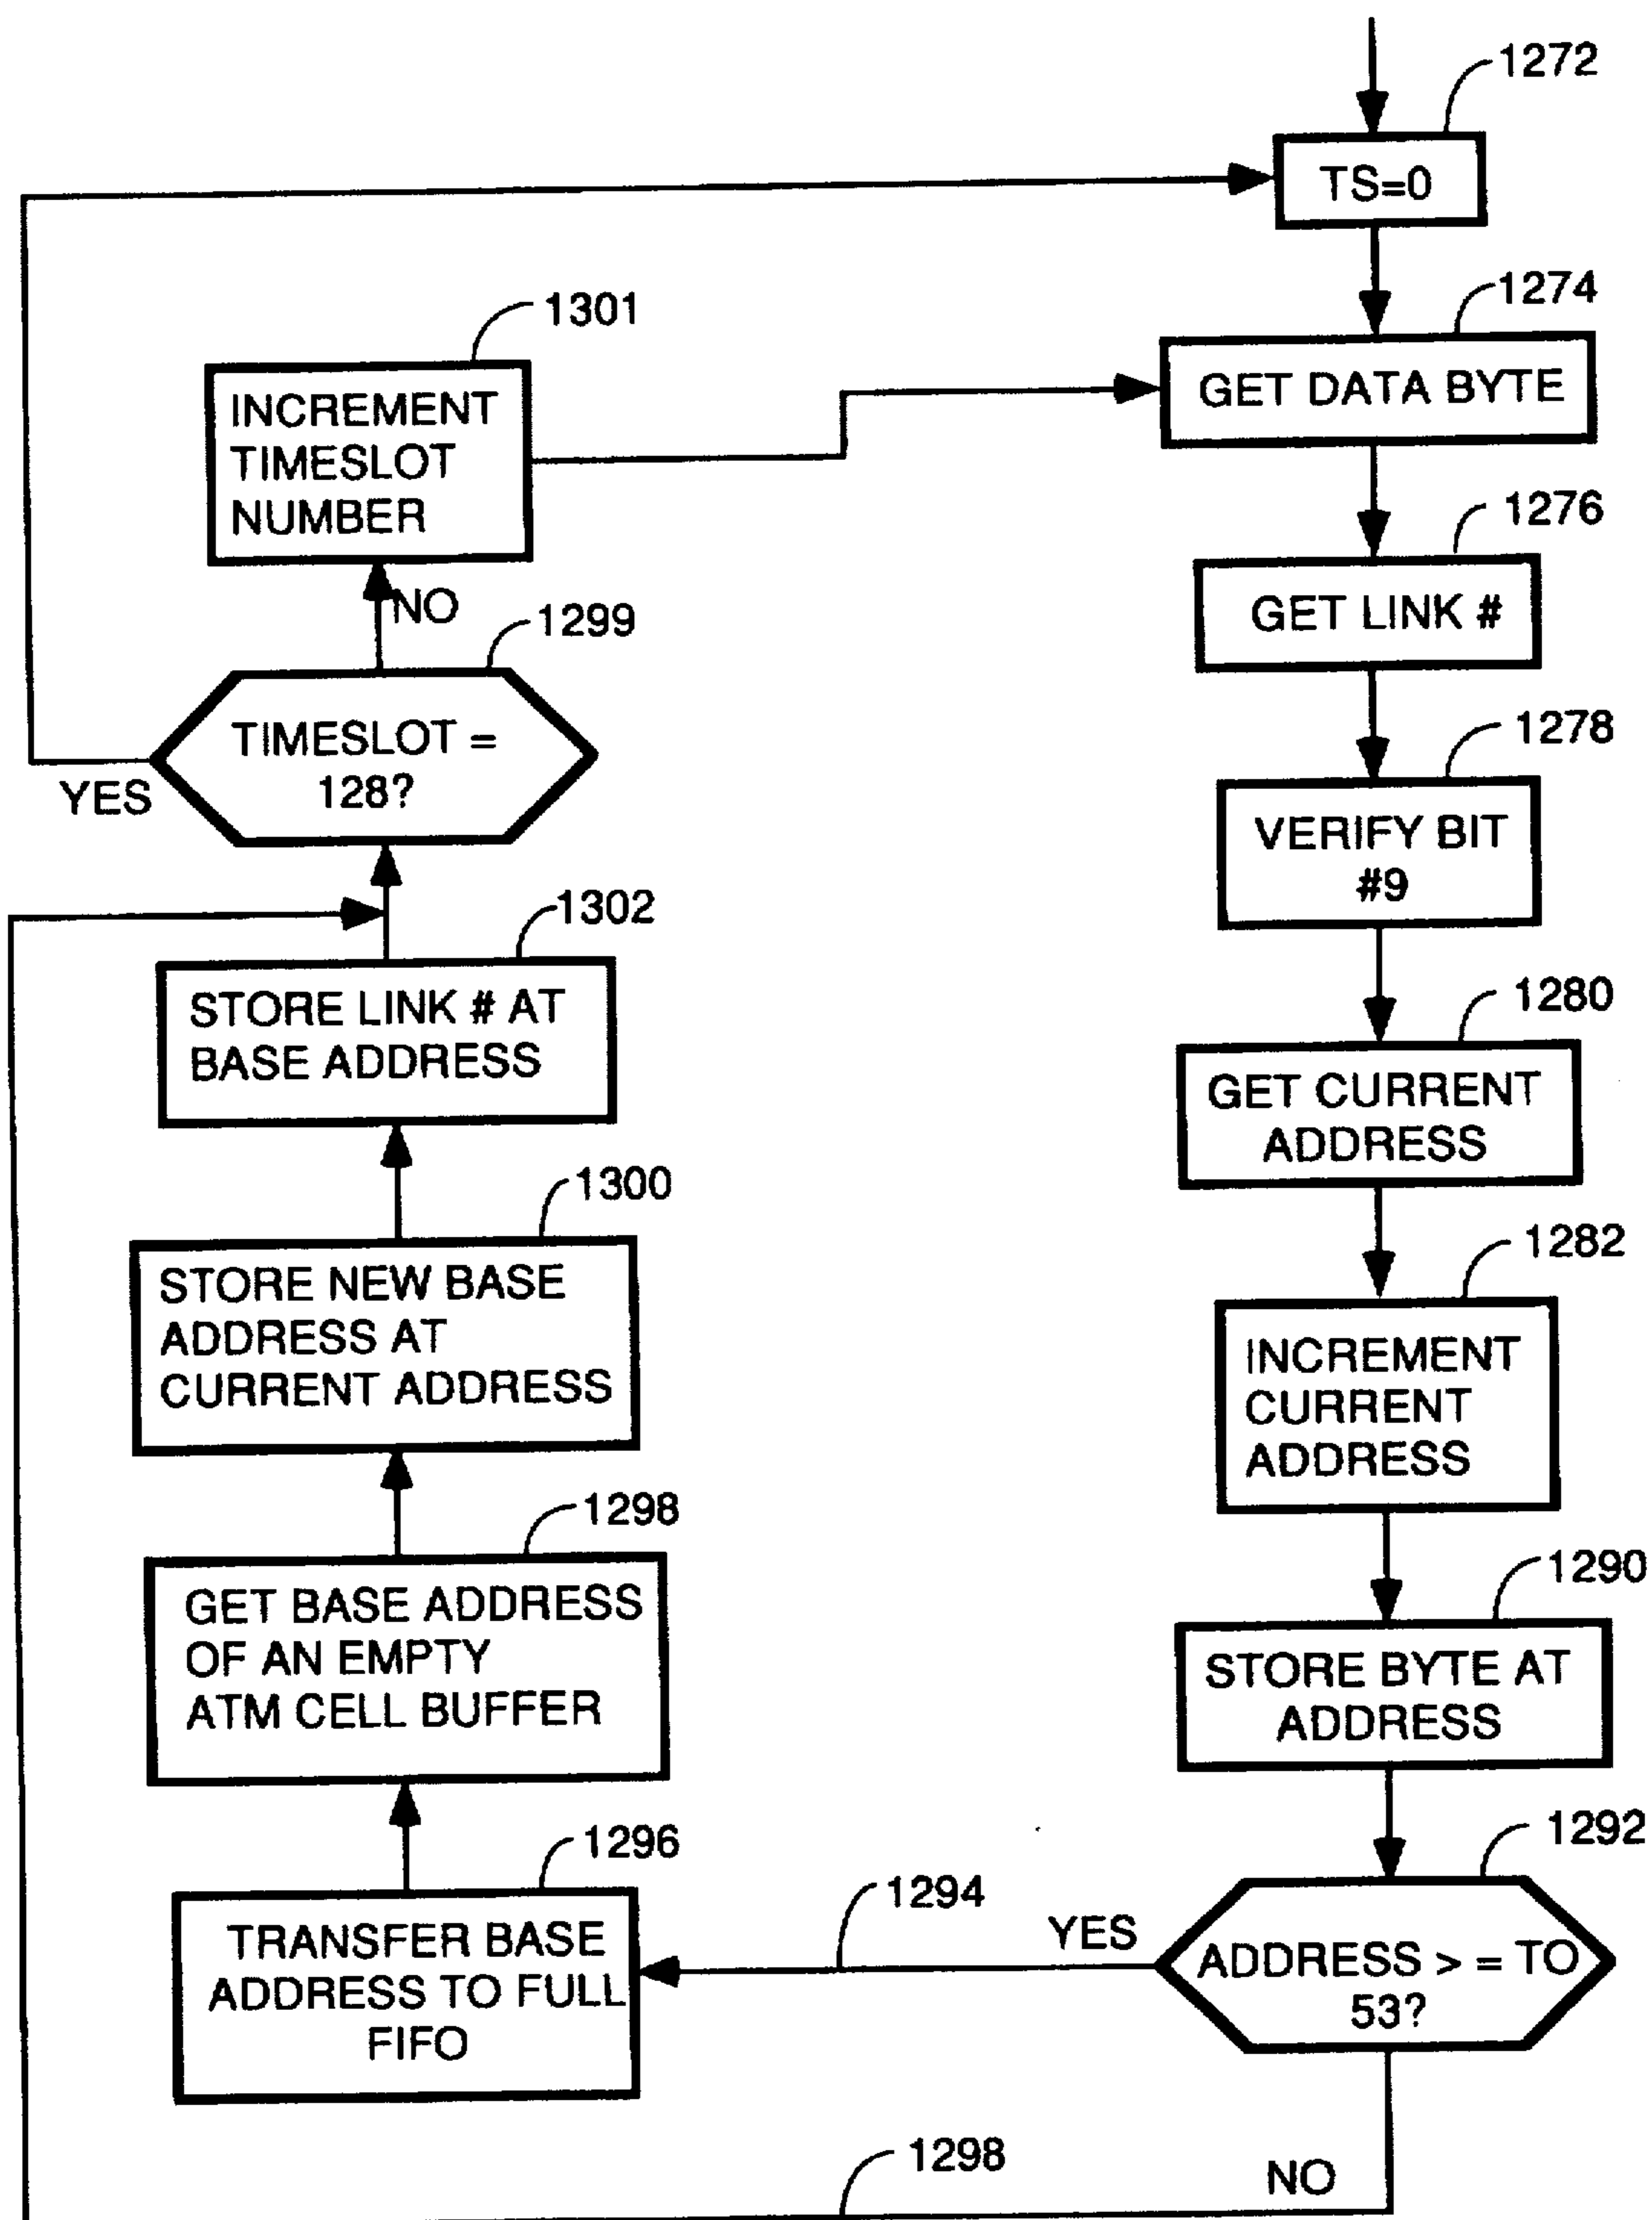 1272
TS=0
1274
GET DATA BYTE
1276
GET LINK #
1278
VERIFY BIT
#9
1280
GET CURRENT
ADDRESS
1282
INCREMENT
CURRENT
ADDRESS
1290
STORE BYTE AT
ADDRESS
1292
ADDRESS > = TO
53?
YES
1294
NO
1298
1296
TRANSFER BASE
ADDRESS TO FULL
FIFO
1298
GET BASE ADDRESS
OF AN EMPTY
ATM CELL BUFFER
1300
STORE NEW BASE
ADDRESS AT
CURRENT ADDRESS
1302
STORE LINK # AT
BASE ADDRESS
1299
TIMESLOT =
128?
YES
NO
1301
INCREMENT
TIMESLOT
NUMBER